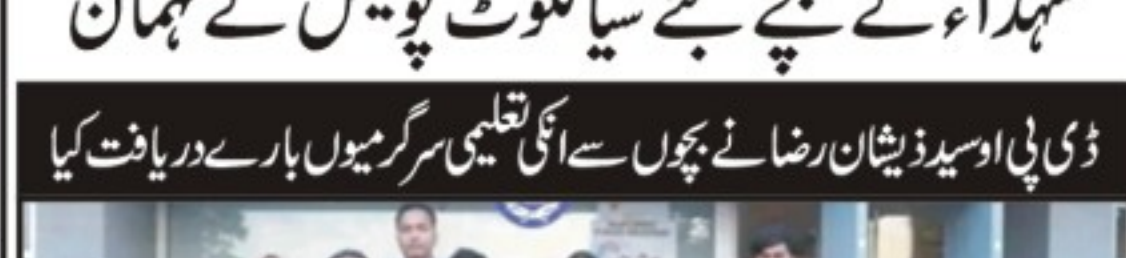 شہداء کے بچے بنے سیالکوٹ پولیس کے مہمان
ڈی پی او سید ذیشان رضا نے بچوں سے انکی تعلیمی سرگرمیوں بارے دریافت کیا